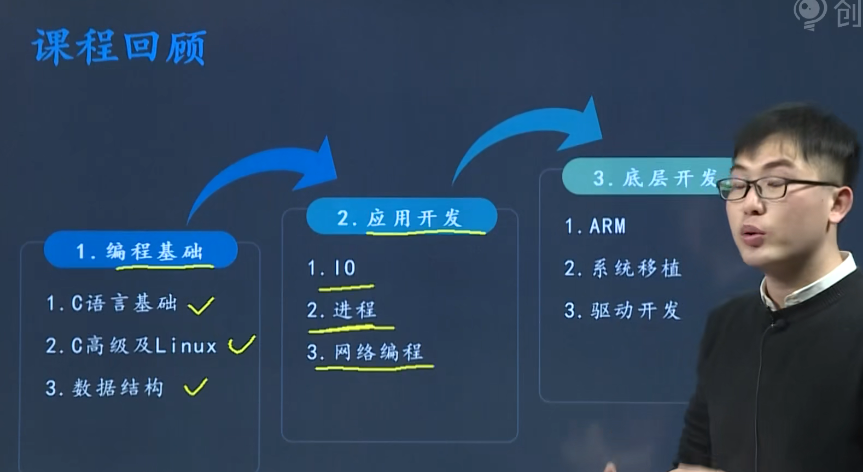 创
课程回顾
1.编程基础
1.C语言基础
2.C高级及Linux
3.数据结构
2.应用开发
1.IO
2.进程
3.网络编程
3.底层开发
1.ARM
2.系统移植
3.驱动开发